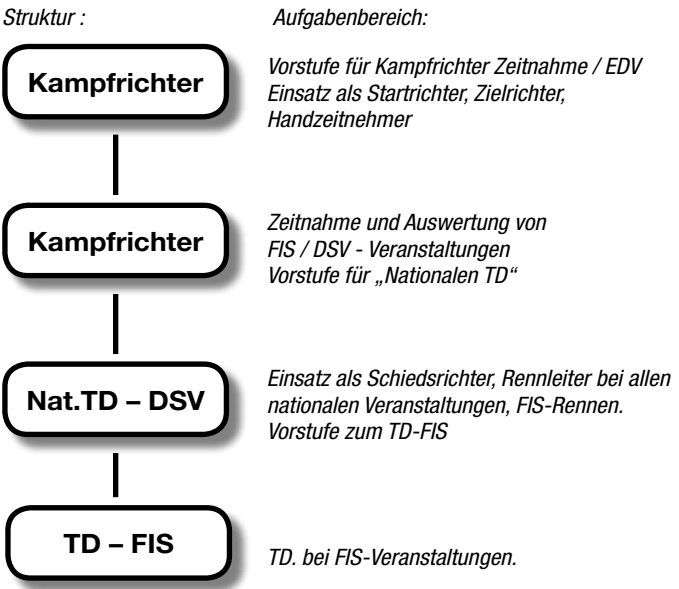 Struktur : Aufgabenbereich:
Kampfrichter
Vorstufe für Kampfrichter Zeitnahme / EDV
Einsatz als Startrichter, Zielrichter,
Handzeitnehmer
Kampfrichter
Zeitnahme und Auswertung von
FIS / DSV - Veranstaltungen
Vorstufe für „Nationalen TD“
Nat.TD – DSV
Einsatz als Schiedsrichter, Rennleiter bei allen
nationalen Veranstaltungen, FIS-Rennen.
Vorstufe zum TD-FIS
TD – FIS
TD. bei FIS-Veranstaltungen.